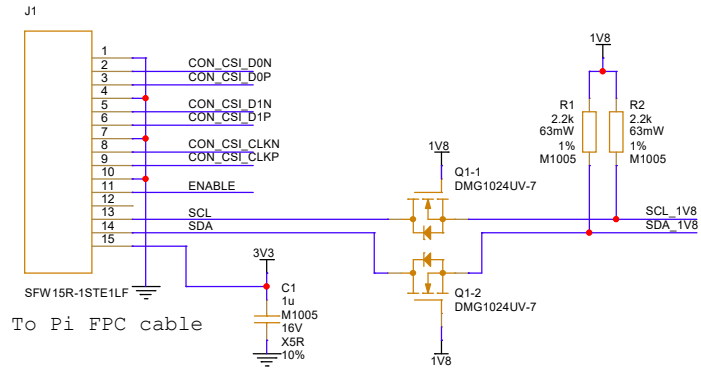 J1
1
2
3
4
5
6
7
8
9
10
11
12
13
14
15
CON_CSI_D0N
CON_CSI_D0P
CON_CSI_D1N
CON_CSI_D1P
CON_CSI_CLKN
CON_CSI_CLKP
ENABLE
SCL
SDA
SFW15R-1STE1LF
To Pi FPC cable
3V3
C1
1u
M1005
16V
X5R
10%
1V8
Q1-1
DMG1024UV-7
Q1-2
DMG1024UV-7
1V8
1V8
R1
2.2k
63mW
1%
M1005
R2
2.2k
63mW
1%
M1005
SCL_1V8
SDA_1V8